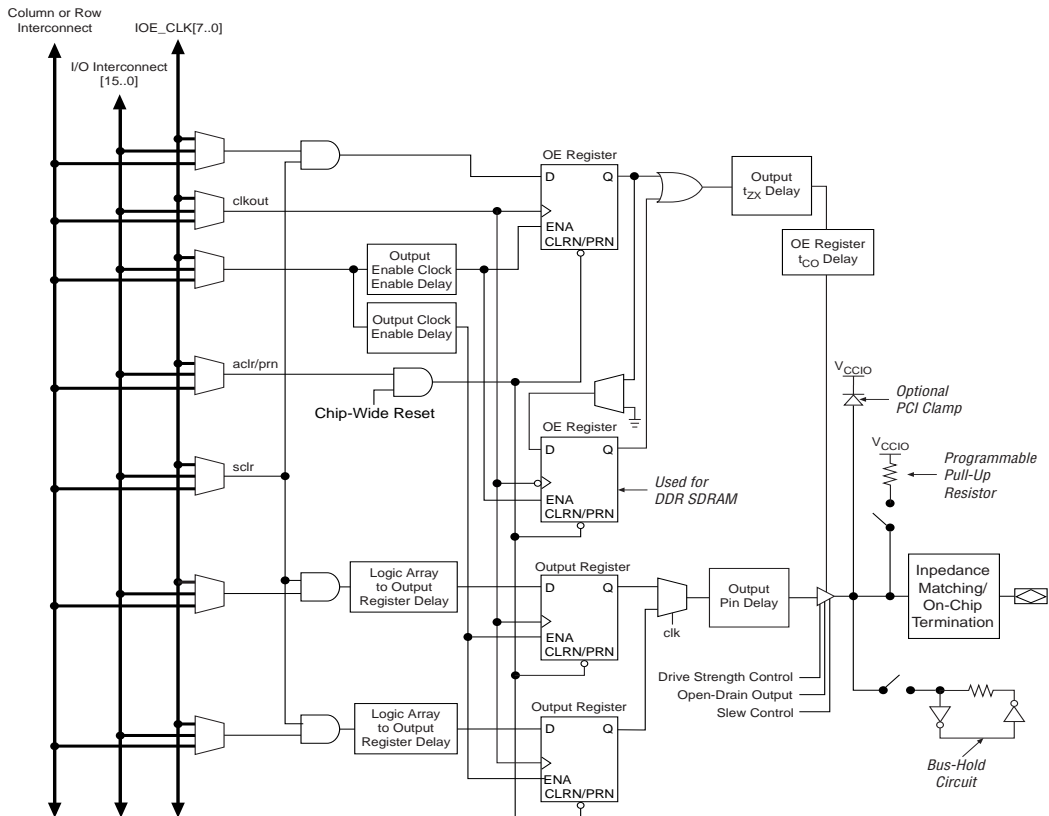 Column or Row
Interconnect
IOE_CLK[7..0]
I/O Interconnect
[15..0]
OE Register
D Q
ENA
CLRN/PRN
Output
tZX Delay
OE Register
tCO Delay
clkout
Output
Enable Clock
Enable Delay
Output Clock
Enable Delay
aclr/prn
Chip-Wide Reset
OE Register
D Q
ENA
CLRN/PRN
Used for
DDR SDRAM
VCCIO
Optional
PCI Clamp
VCCIO
Programmable
Pull-Up
Resistor
sclr
Logic Array
to Output
Register Delay
Output Register
D Q
ENA
CLRN/PRN
clk
Output
Pin Delay
Impedance
Matching/
On-Chip
Termination
Drive Strength Control
Open-Drain Output
Slew Control
Logic Array
to Output
Register Delay
Output Register
D Q
ENA
CLRN/PRN
Bus-Hold
Circuit